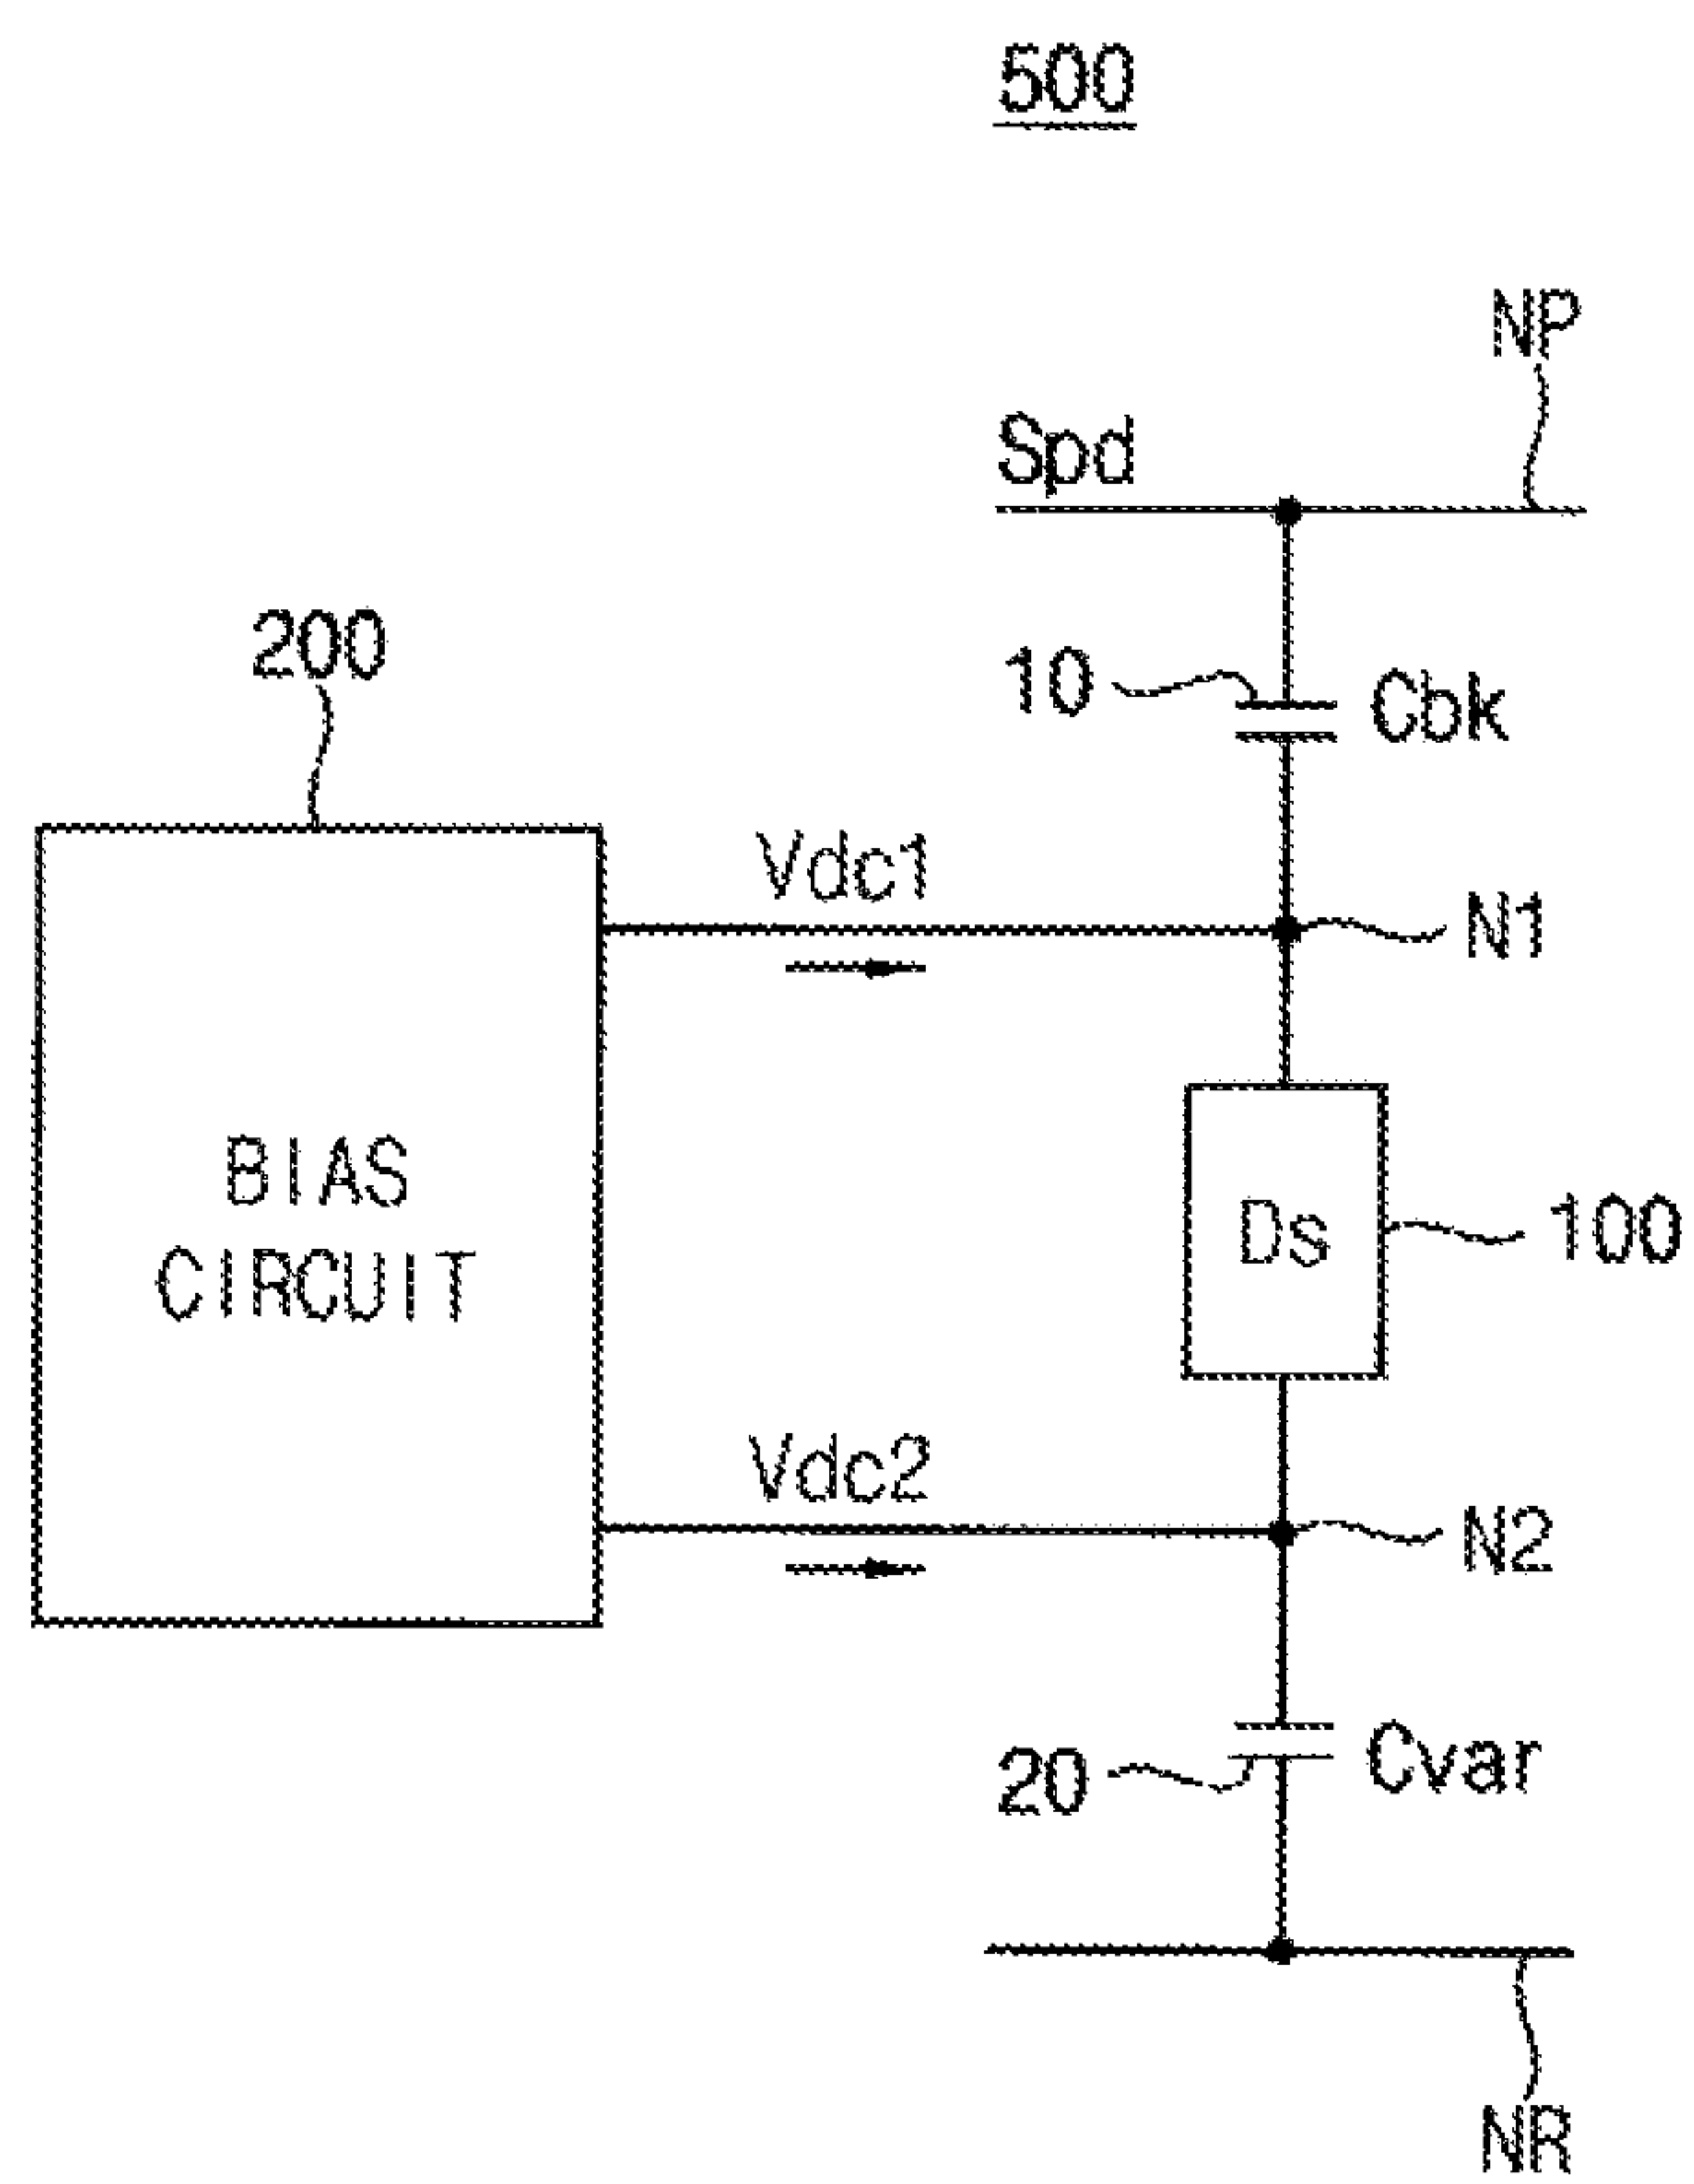 500
NP
Spd
200
10
Cbk
Vdc1
N1
BIAS
CIRCUIT
Ds
100
Vdc2
N2
20
Cvar
NR